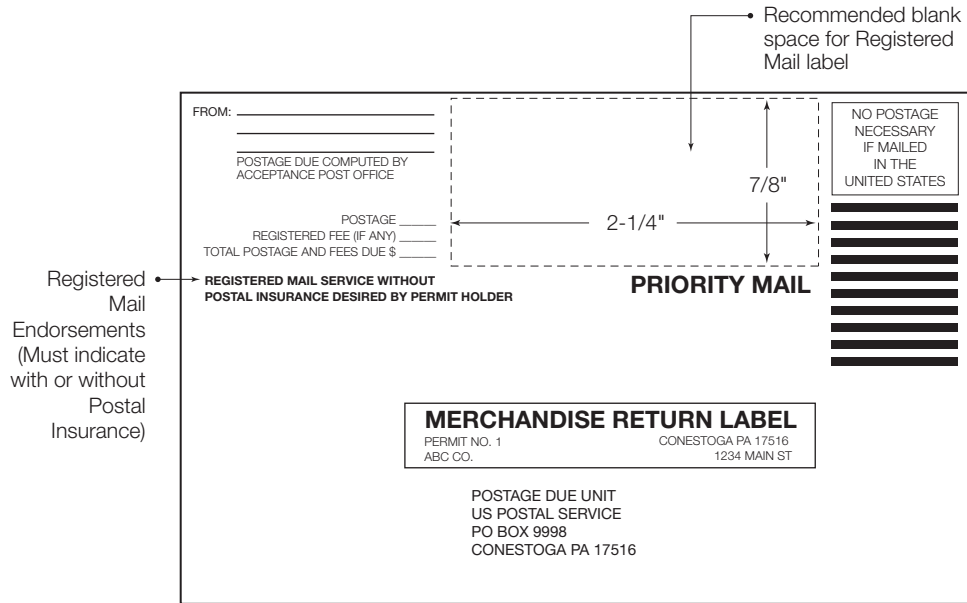 Recommended blank
space for Registered
Mail label
FROM:
POSTAGE DUE COMPUTED BY
ACCEPTANCE POST OFFICE
NO POSTAGE
NECESSARY
IF MAILED
IN THE
UNITED STATES
7/8"
2-1/4"
POSTAGE _____
REGISTERED FEE (IF ANY) _____
TOTAL POSTAGE AND FEES DUE $ _____
Registered
Mail
Endorsements
(Must indicate
with or without
Postal
Insurance)
REGISTERED MAIL SERVICE WITHOUT
POSTAL INSURANCE DESIRED BY PERMIT HOLDER
PRIORITY MAIL
MERCHANDISE RETURN LABEL
PERMIT NO. 1 CONESTOGA PA 17516
ABC CO. 1234 MAIN ST
POSTAGE DUE UNIT
US POSTAL SERVICE
PO BOX 9998
CONESTOGA PA 17516